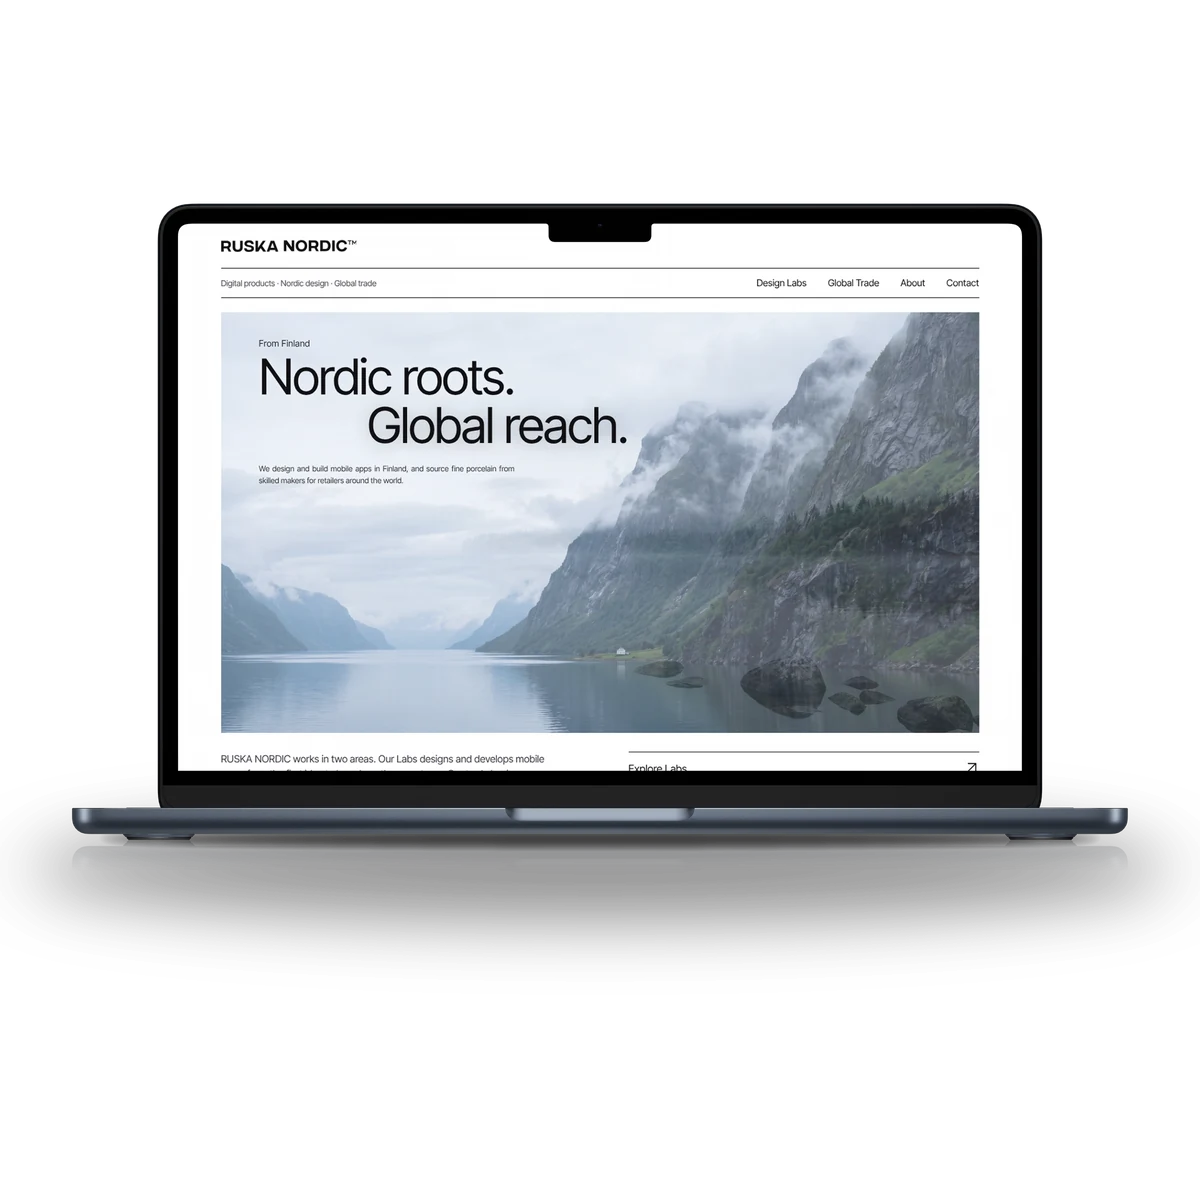 RUSKA NORDIC™
Digital products · Nordic design · Global trade
Design Labs
Global Trade
About
Contact
From Finland
Nordic roots.
Global reach.
We design and build mobile apps in Finland, and source fine porcelain from
skilled makers for retailers around the world.
RUSKA NORDIC works in two areas. Our Labs designs and develops mobile
Explore Labs